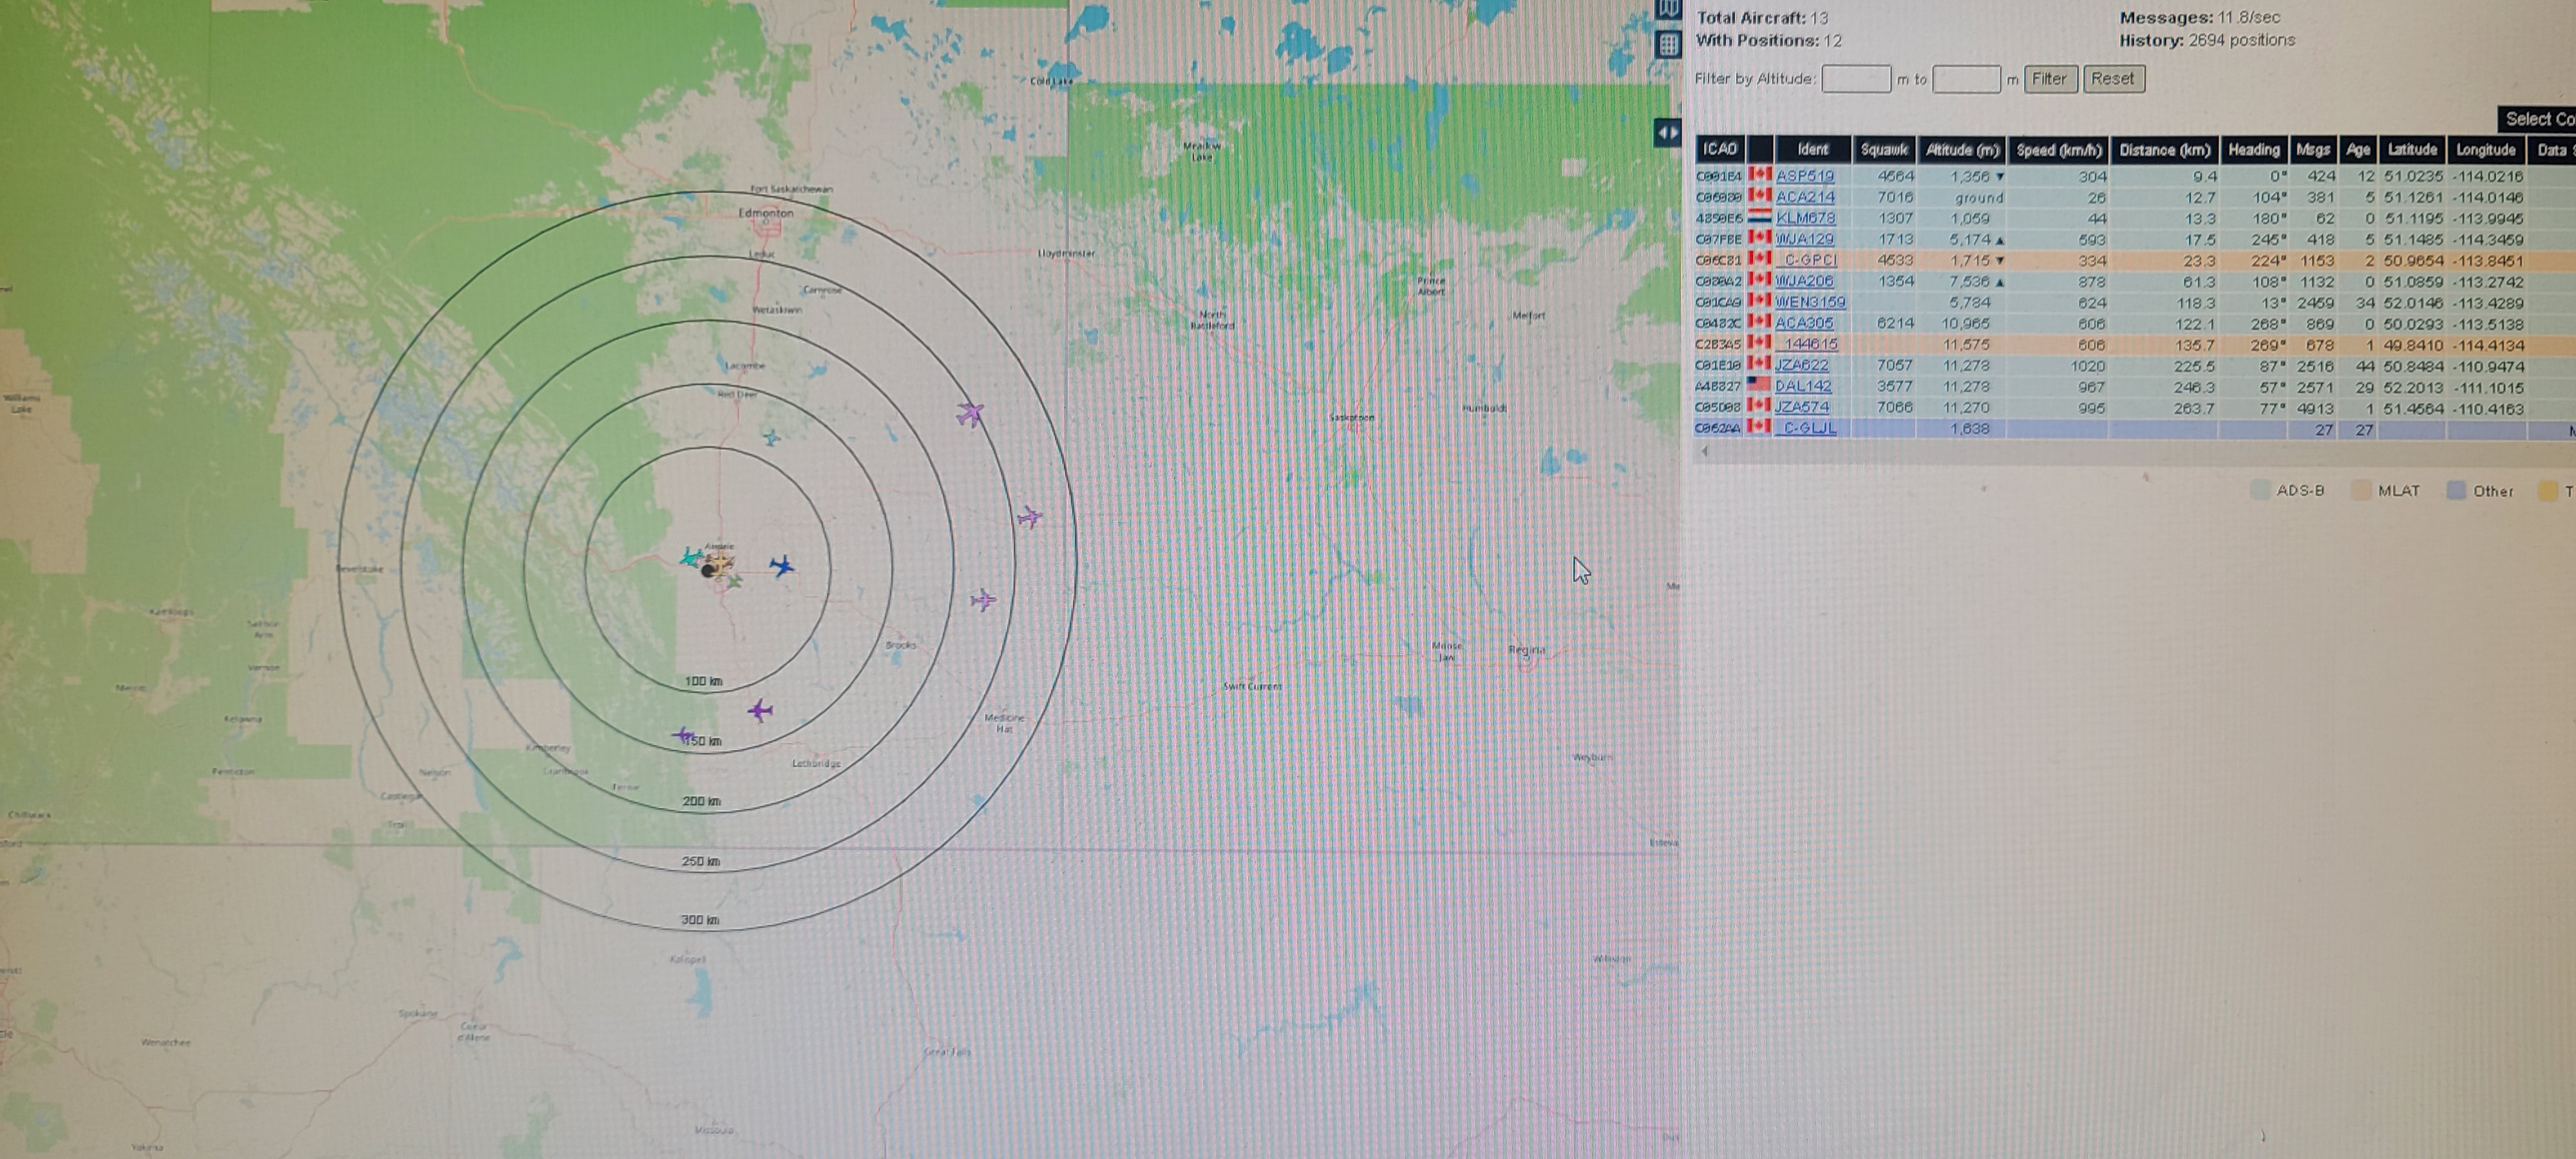 Total Aircraft: 13
Messages: 11.8/sec
With Positions: 12
History: 2694 positions
Filter by Altitude: m to m Filter Reset
Select Co
ICAO Ident Squawk Altitude (m) Speed (km/h) Distance (km) Heading Msgs Age Latitude Longitude Data
C001E4 ASP519 4564 1,356 ▼ 304 9.4 0° 424 12 51.0235 -114.0216
ACA214 7016 ground 26 12.7 104° 381 5 51.1261 -114.0146
4850E6 KLM678 1307 1,059 44 13.3 180° 62 0 51.1195 -113.9945
C07FBE WJA129 1713 5,174 ▲ 593 17.5 245° 418 5 51.1485 -114.3459
C06C81 C-GPCI 4533 1,715 ▼ 334 23.3 224° 1153 2 50.9654 -113.8451
WJA206 1354 7,536 ▲ 878 61.3 108° 1132 0 51.0859 -113.2742
C01CA9 WEN3159 5,784 624 118.3 13° 2459 34 52.0146 -113.4289
C0482C ACA305 6214 10,965 606 122.1 268° 869 0 50.0293 -113.5138
C2B3A5 144615 11,575 606 135.7 269° 678 1 49.8410 -114.4134
C01E10 JZA622 7057 11,278 1020 225.5 87° 2516 44 50.8484 -110.9474
DAL142 3577 11,278 967 246.3 57° 2571 29 52.2013 -111.1015
C05D08 JZA574 7066 11,270 995 263.7 77° 4913 1 51.4564 -110.4163
C062AA C-GLJL 1,638 27 27
ADS-B MLAT Other T
Cold Lake
Meadow Lake
Fort Saskatchewan
Edmonton
Leduc
Lloydminster
Camrose
Wetaskiwin
Prince Albert
North Battleford
Melfort
Lacombe
Red Deer
Williams Lake
Saskatoon
Humboldt
Airdrie
Revelstoke
Kamloops
Salmon Arm
Brocks
Moose Jaw
Regina
Vernon
100 km
Merritt
Swift Current
Kelowna
Medicine Hat
150 km
Kimberley
Lethbridge
Weyburn
Penticton
Nelson
Cranbrook
Fernie
Castlegar
200 km
Chilliwack
Trail
Esteva
250 km
300 km
Kalispell
Williston
Spokane
Coeur d'Alene
Wenatchee
Great Falls
Missoula
Yakima